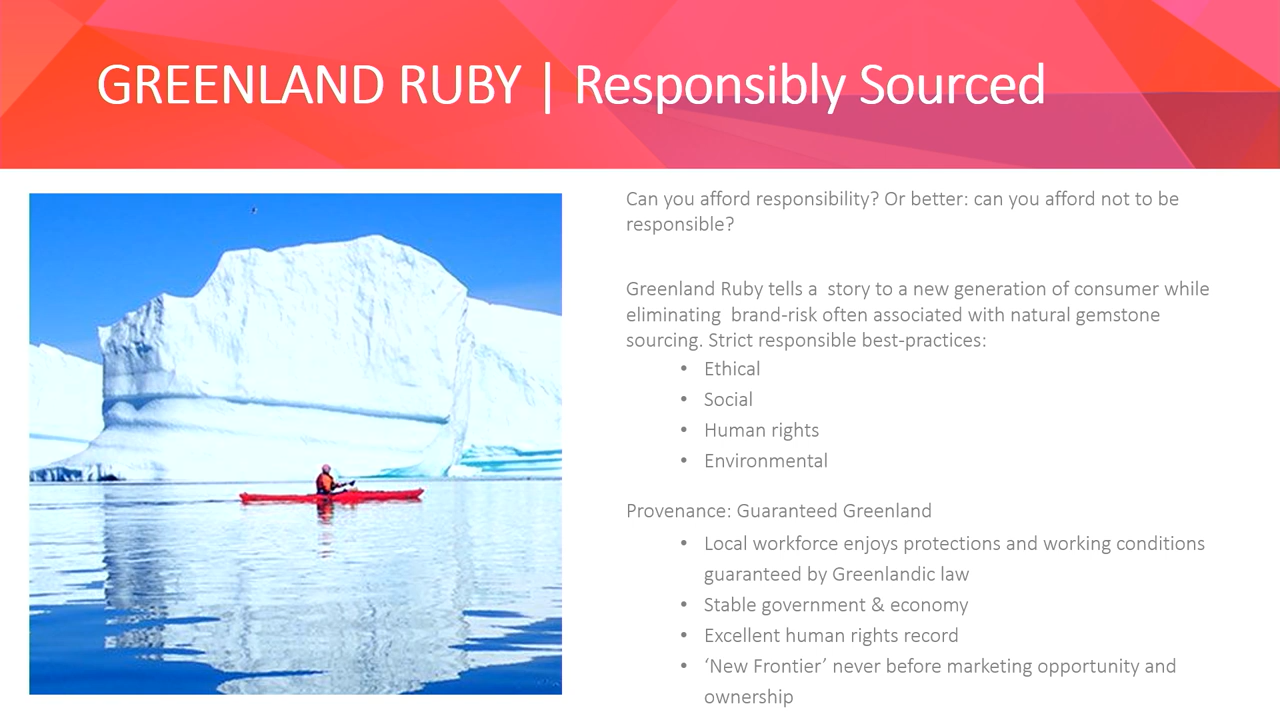 GREENLAND RUBY | Responsibly Sourced
Can you afford responsibility? Or better: can you afford not to be
responsible?
Greenland Ruby tells a  story to a new generation of consumer while
eliminating  brand-risk often associated with natural gemstone
sourcing. Strict responsible best-practices:
• Ethical
• Social
• Human rights
• Environmental
Provenance: Guaranteed Greenland
• Local workforce enjoys protections and working conditions
guaranteed by Greenlandic law
• Stable government & economy
• Excellent human rights record
• ‘New Frontier’ never before marketing opportunity and
ownership